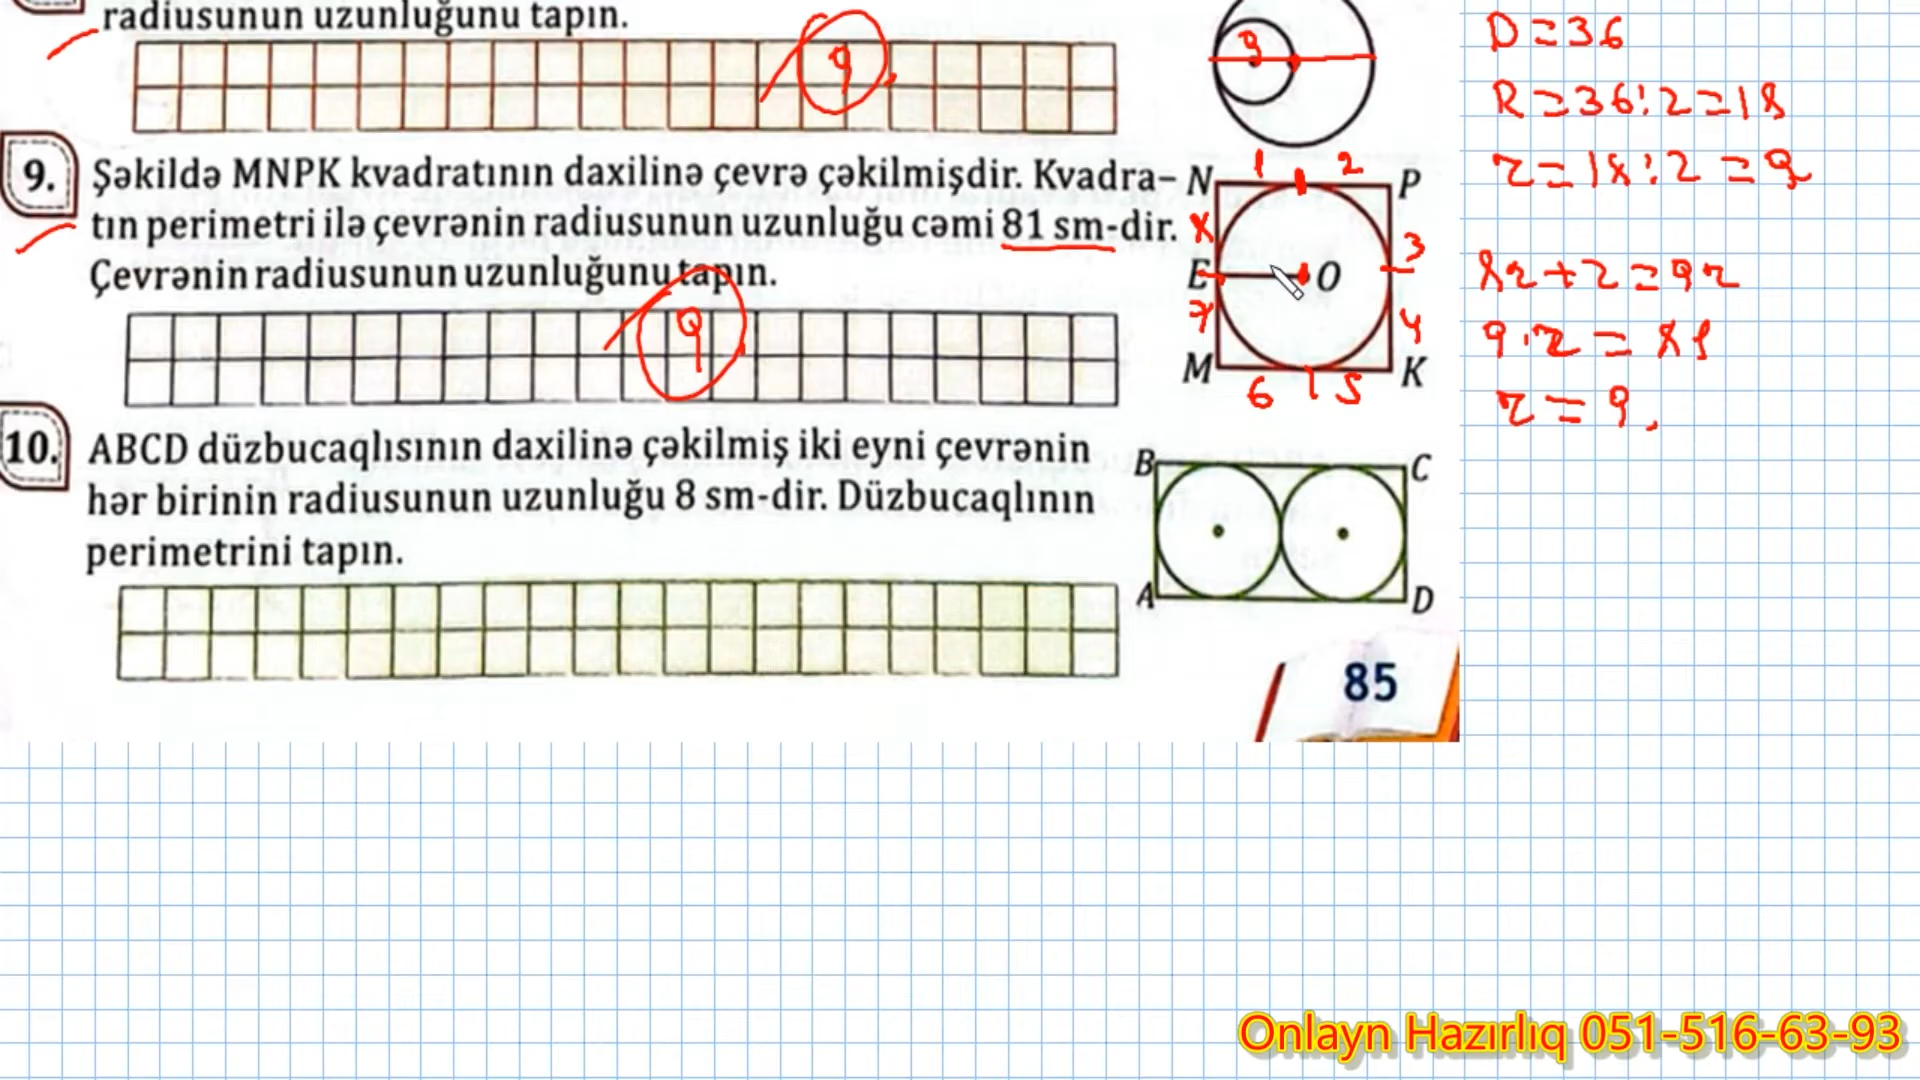 radiusunun uzunluğunu tapın.
9
9
D = 36
R = 36:2 = 18
r = 18:2 = 9
9. Şəkildə MNPK kvadratının daxilinə çevrə çəkilmişdir. Kvadra–
tın perimetri ilə çevrənin radiusunun uzunluğu cəmi 81 sm-dir.
Çevrənin radiusunun uzunluğunu tapın.
9
1 2
N P
8 3
E O
7 4
M K
6 5
8r + r = 9r
9·r = 81
r = 9.
10. ABCD düzbucaqlısının daxilinə çəkilmiş iki eyni çevrənin
hər birinin radiusunun uzunluğu 8 sm-dir. Düzbucaqlının
perimetrini tapın.
B C
A D
85
Onlayn Hazırlıq 051-516-63-93